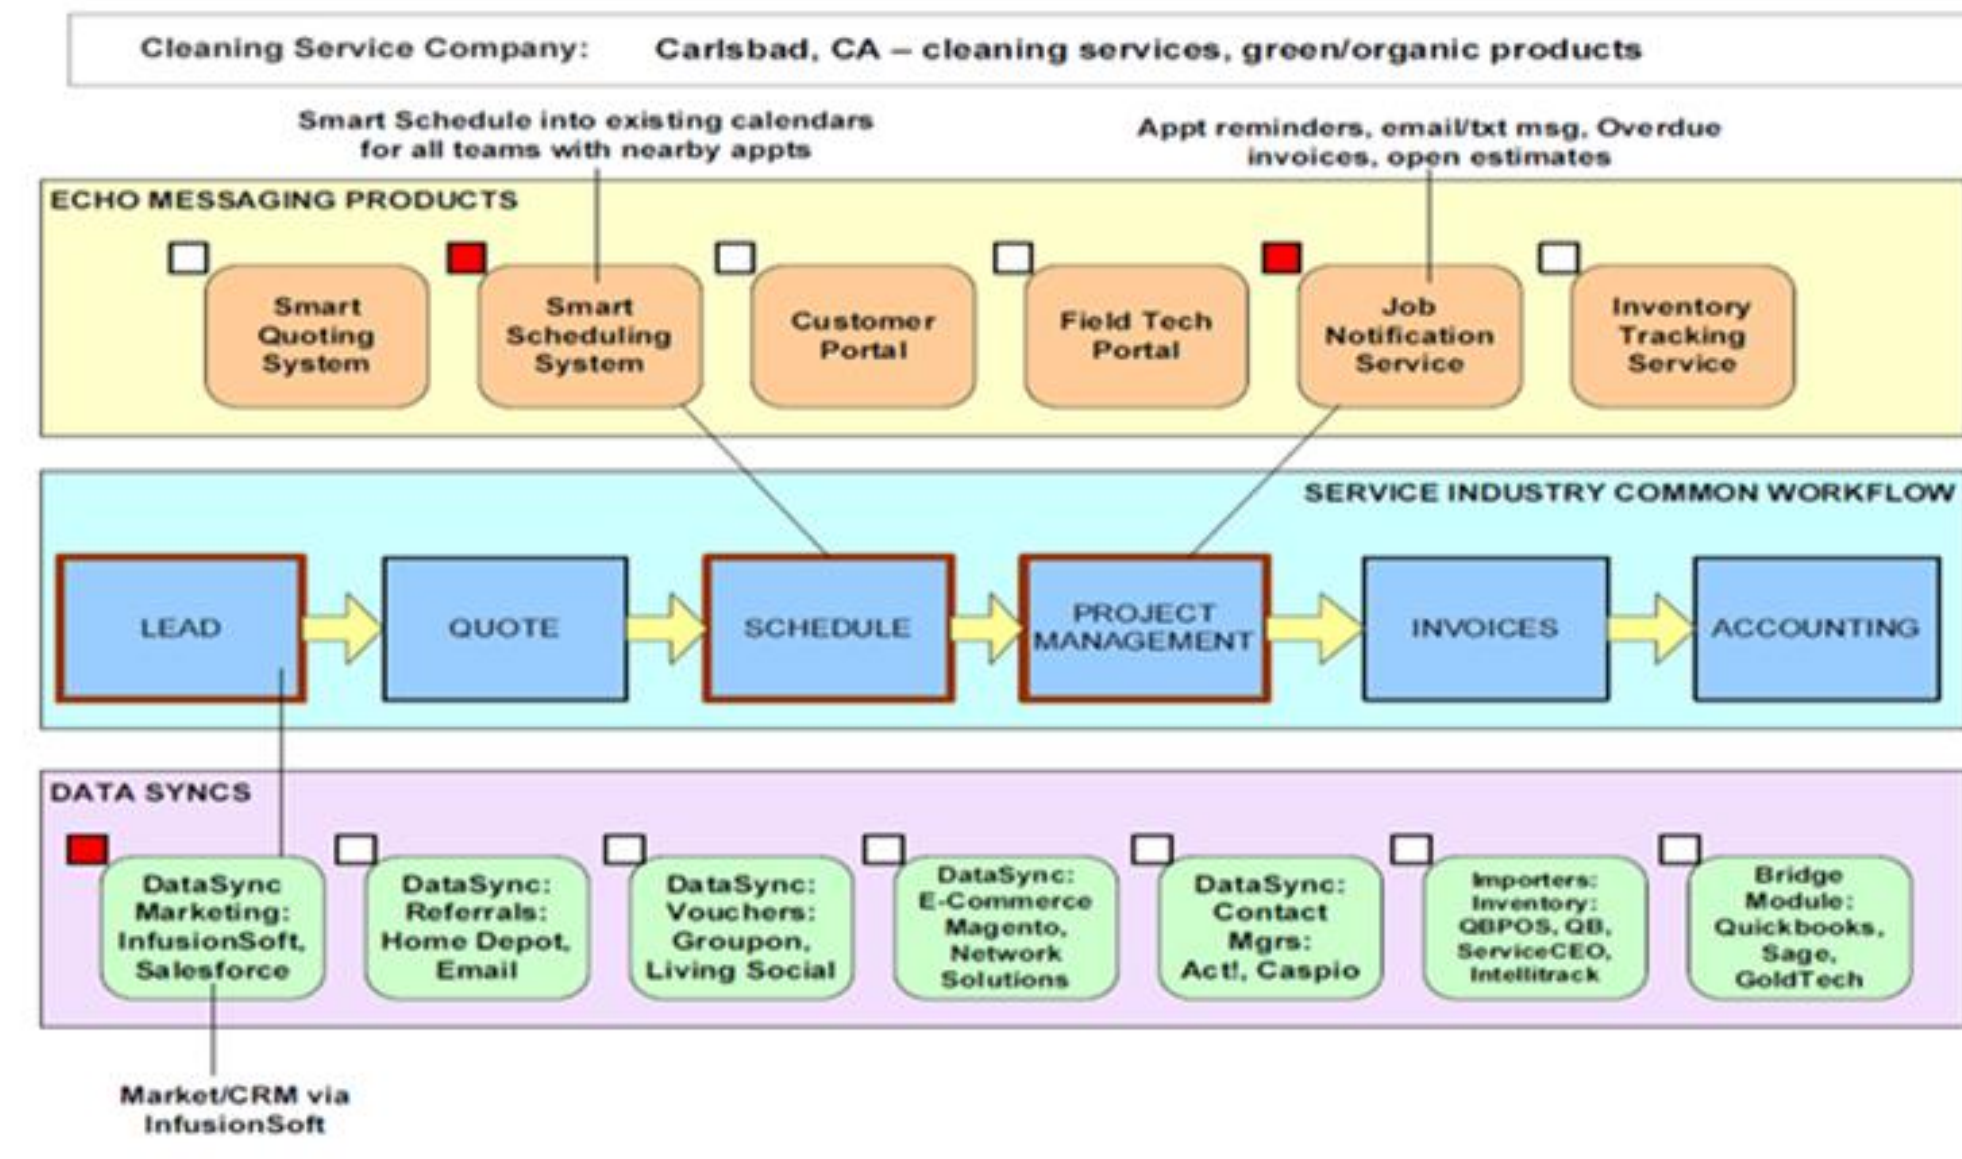 Cleaning Service Company: Carlsbad, CA – cleaning services, green/organic products
Smart Schedule into existing calendars
for all teams with nearby appts
Appt reminders, email/txt msg, Overdue
invoices, open estimates
ECHO MESSAGING PRODUCTS
Smart
Quoting
System
Smart
Scheduling
System
Customer
Portal
Field Tech
Portal
Job
Notification
Service
Inventory
Tracking
Service
SERVICE INDUSTRY COMMON WORKFLOW
LEAD
QUOTE
SCHEDULE
PROJECT
MANAGEMENT
INVOICES
ACCOUNTING
DATA SYNCS
DataSync
Marketing:
InfusionSoft,
Salesforce
DataSync:
Referrals:
Home Depot,
Email
DataSync:
Vouchers:
Groupon,
Living Social
DataSync:
E-Commerce
Magento,
Network
Solutions
DataSync:
Contact
Mgrs:
Act!, Caspio
Importers:
Inventory:
QBPOS, QB,
ServiceCEO,
Intellitrack
Bridge
Module:
Quickbooks,
Sage,
GoldTech
Market/CRM via
InfusionSoft